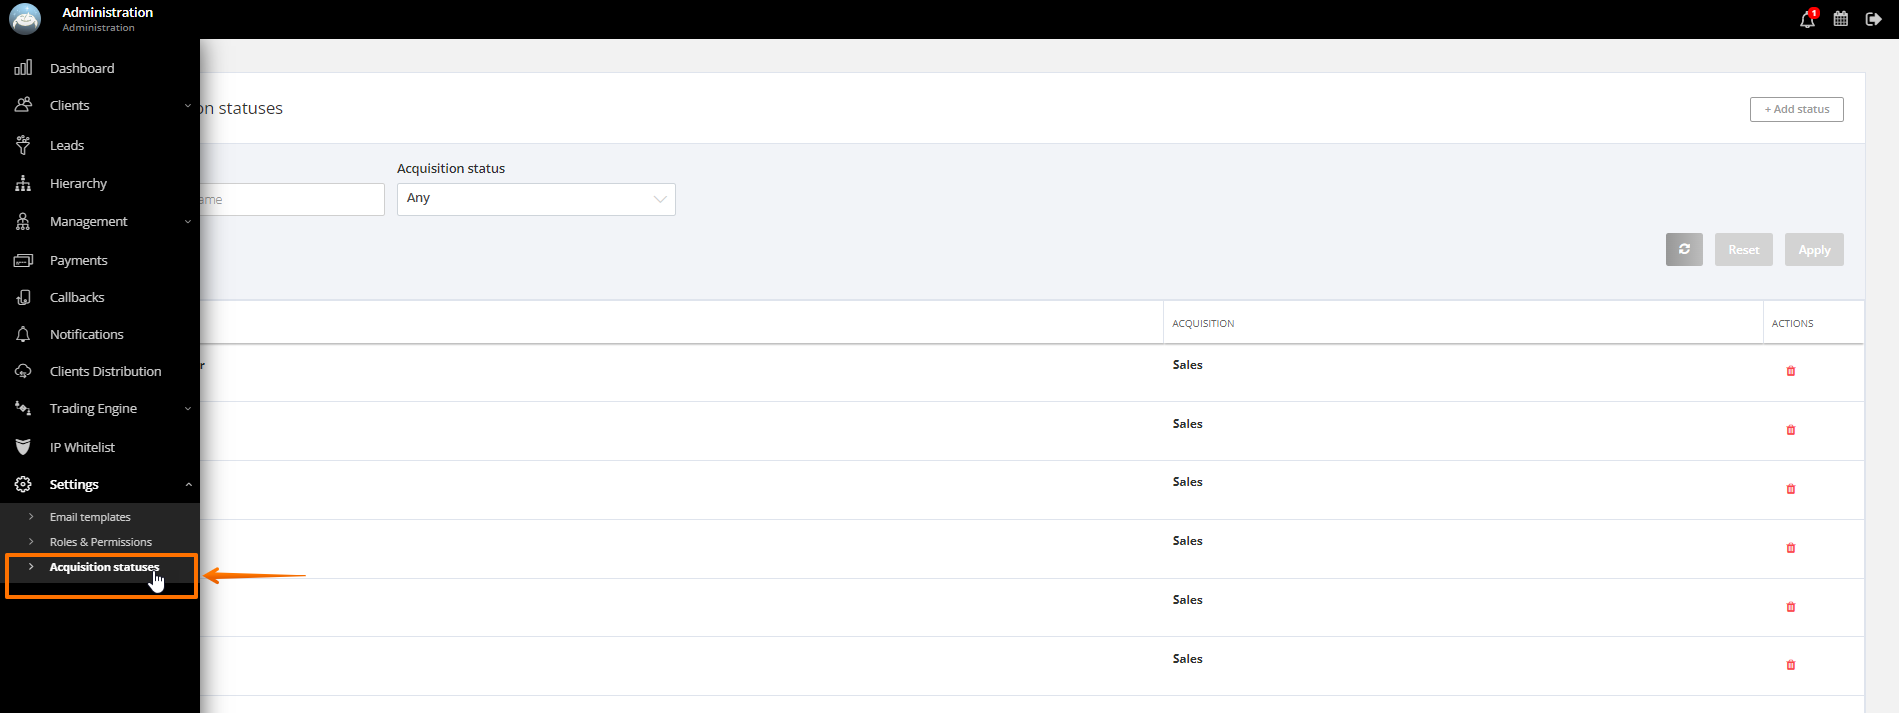 Administration
Administration
1
Dashboard
Clients
Leads
Hierarchy
Management
Payments
Callbacks
Notifications
Clients Distribution
Trading Engine
IP Whitelist
Settings
Email templates
Roles & Permissions
Acquisition statuses
on statuses
+ Add status
Acquisition status
ame
Any
Reset
Apply
ACQUISITION
ACTIONS
r
Sales
Sales
Sales
Sales
Sales
Sales